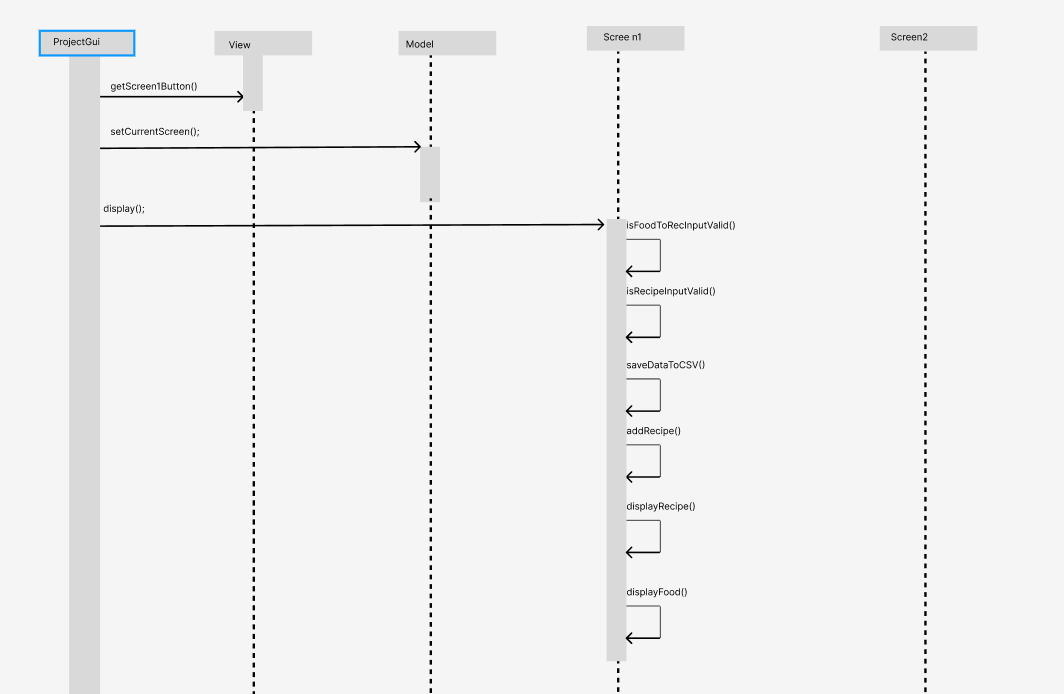 ProjectGui
View
Model
Scree n1
Screen2
getScreen1Button()
setCurrentScreen();
display();
isFoodToRecInputValid()
isRecipeInputValid()
saveDataToCSV()
addRecipe()
displayRecipe()
displayFood()